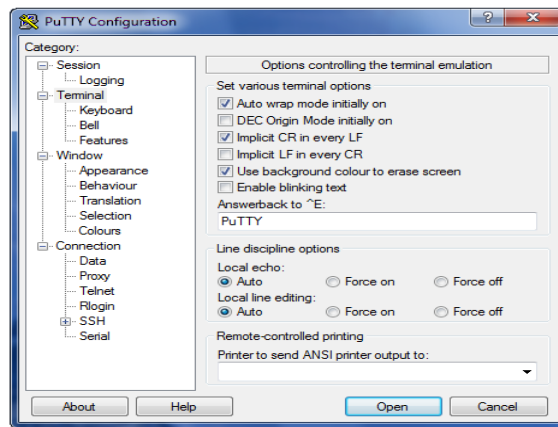 PuTTY Configuration
Category:
Session
Logging
Terminal
Keyboard
Bell
Features
Window
Appearance
Behaviour
Translation
Selection
Colours
Connection
Data
Proxy
Telnet
Rlogin
SSH
Serial
Options controlling the terminal emulation
Set various terminal options
Auto wrap mode initially on
DEC Origin Mode initially on
Implicit CR in every LF
Implicit LF in every CR
Use background colour to erase screen
Enable blinking text
Answerback to ^E:
PuTTY
Line discipline options
Local echo:
Auto Force on Force off
Local line editing:
Auto Force on Force off
Remote-controlled printing
Printer to send ANSI printer output to:
About Help Open Cancel